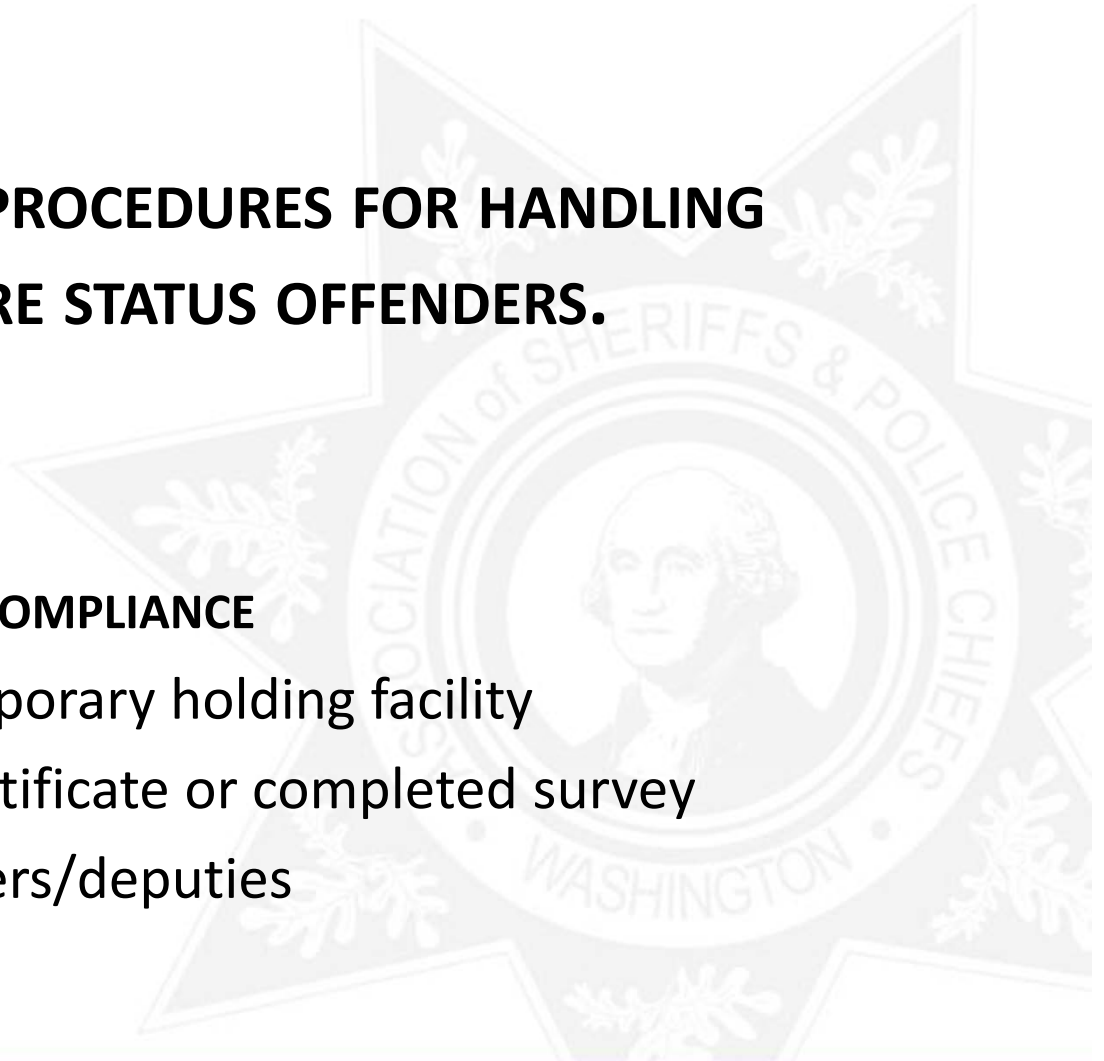 PROCEDURES FOR HANDLING
RE STATUS OFFENDERS.
OMPLIANCE
porary holding facility
tificate or completed survey
ers/deputies
SSOCIATION of SHERIFFS & POLICE CHIEFS
• WASHINGTON •